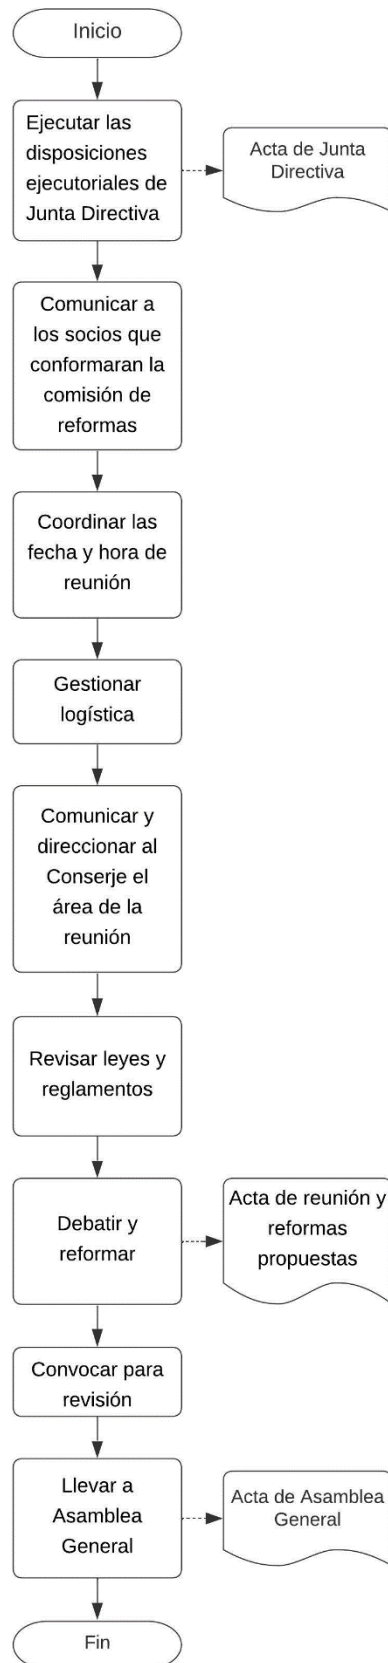 Inicio
Ejecutar las
disposiciones
ejecutoriales de
Junta Directiva
Acta de Junta
Directiva
Comunicar a
los socios que
conformaran la
comisión de
reformas
Coordinar las
fecha y hora de
reunión
Gestionar
logística
Comunicar y
direccionar al
Conserje el
área de la
reunión
Revisar leyes y
reglamentos
Debatir y
reformar
Acta de reunión y
reformas
propuestas
Convocar para
revisión
Llevar a
Asamblea
General
Acta de Asamblea
General
Fin